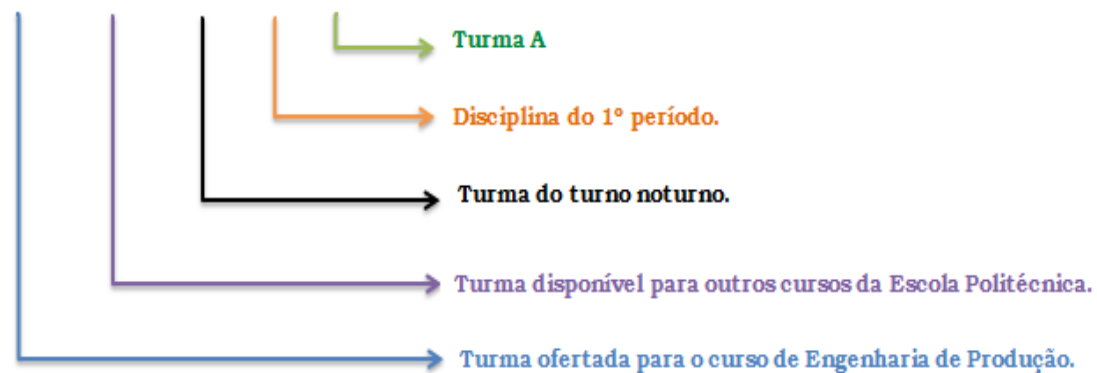 Turma A
Disciplina do 1º período.
Turma do turno noturno.
Turma disponível para outros cursos da Escola Politécnica.
Turma ofertada para o curso de Engenharia de Produção.